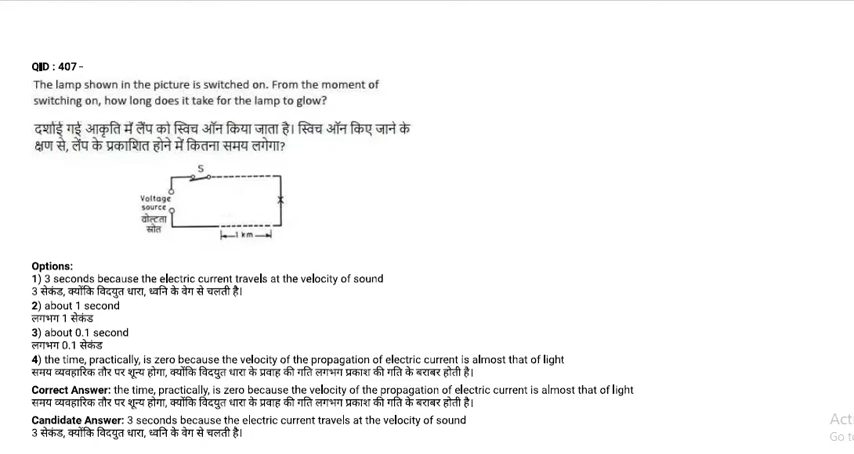 QID : 407 -
The lamp shown in the picture is switched on. From the moment of
switching on, how long does it take for the lamp to glow?
दर्शाई गई आकृति में लैंप को स्विच ऑन किया जाता है। स्विच ऑन किए जाने के
क्षण से, लैंप के प्रकाशित होने में कितना समय लगेगा?
S
Voltage
source
वोल्टता
स्रोत
1 km
Options:
1) 3 seconds because the electric current travels at the velocity of sound
3 सेकंड, क्योंकि विदयुत धारा, ध्वनि के वेग से चलती है।
2) about 1 second
लगभग 1 सेकंड
3) about 0.1 second
लगभग 0.1 सेकंड
4) the time, practically, is zero because the velocity of the propagation of electric current is almost that of light
समय व्यवहारिक तौर पर शून्य होगा, क्योंकि विदयुत धारा के प्रवाह की गति लगभग प्रकाश की गति के बराबर होती है।
Correct Answer: the time, practically, is zero because the velocity of the propagation of electric current is almost that of light
समय व्यवहारिक तौर पर शून्य होगा, क्योंकि विदयुत धारा के प्रवाह की गति लगभग प्रकाश की गति के बराबर होती है।
Candidate Answer: 3 seconds because the electric current travels at the velocity of sound
3 सेकंड, क्योंकि विदयुत धारा, ध्वनि के वेग से चलती है।
Acti
Go t